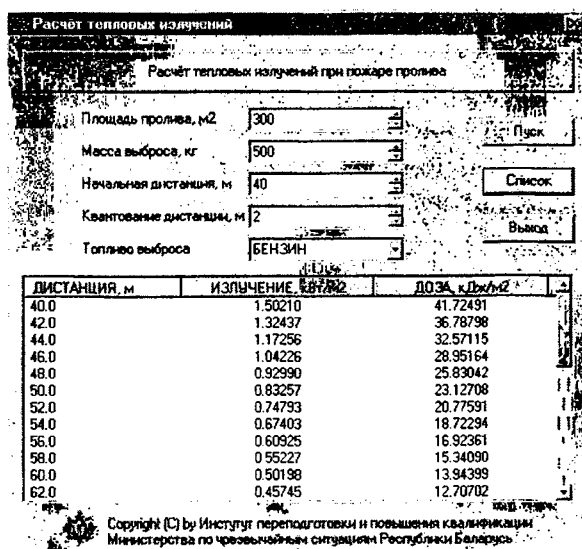 Расчёт тепловых излучений
Расчёт тепловых излучений при пожаре пролива
Площадь пролива, м2 300
Пуск
Масса выброса, кг 500
Начальная дистанция, м 40
Список
Квантование дистанции, м 2
Выход
Топливо выброса БЕНЗИН
ДИСТАНЦИЯ, м ИЗЛУЧЕНИЕ, кВт/м2 ДОЗА, кДж/м2
40.0 1.50210 41.72491
42.0 1.32437 36.78798
44.0 1.17256 32.57115
46.0 1.04226 28.95164
48.0 0.92990 25.83042
50.0 0.83257 23.12708
52.0 0.74793 20.77591
54.0 0.67403 18.72294
56.0 0.60925 16.92361
58.0 0.55227 15.34090
60.0 0.50198 13.94399
62.0 0.45745 12.70702
Copyright (C) by Институт переподготовки и повышения квалификации
Министерства по чрезвычайным ситуациям Республики Беларусь